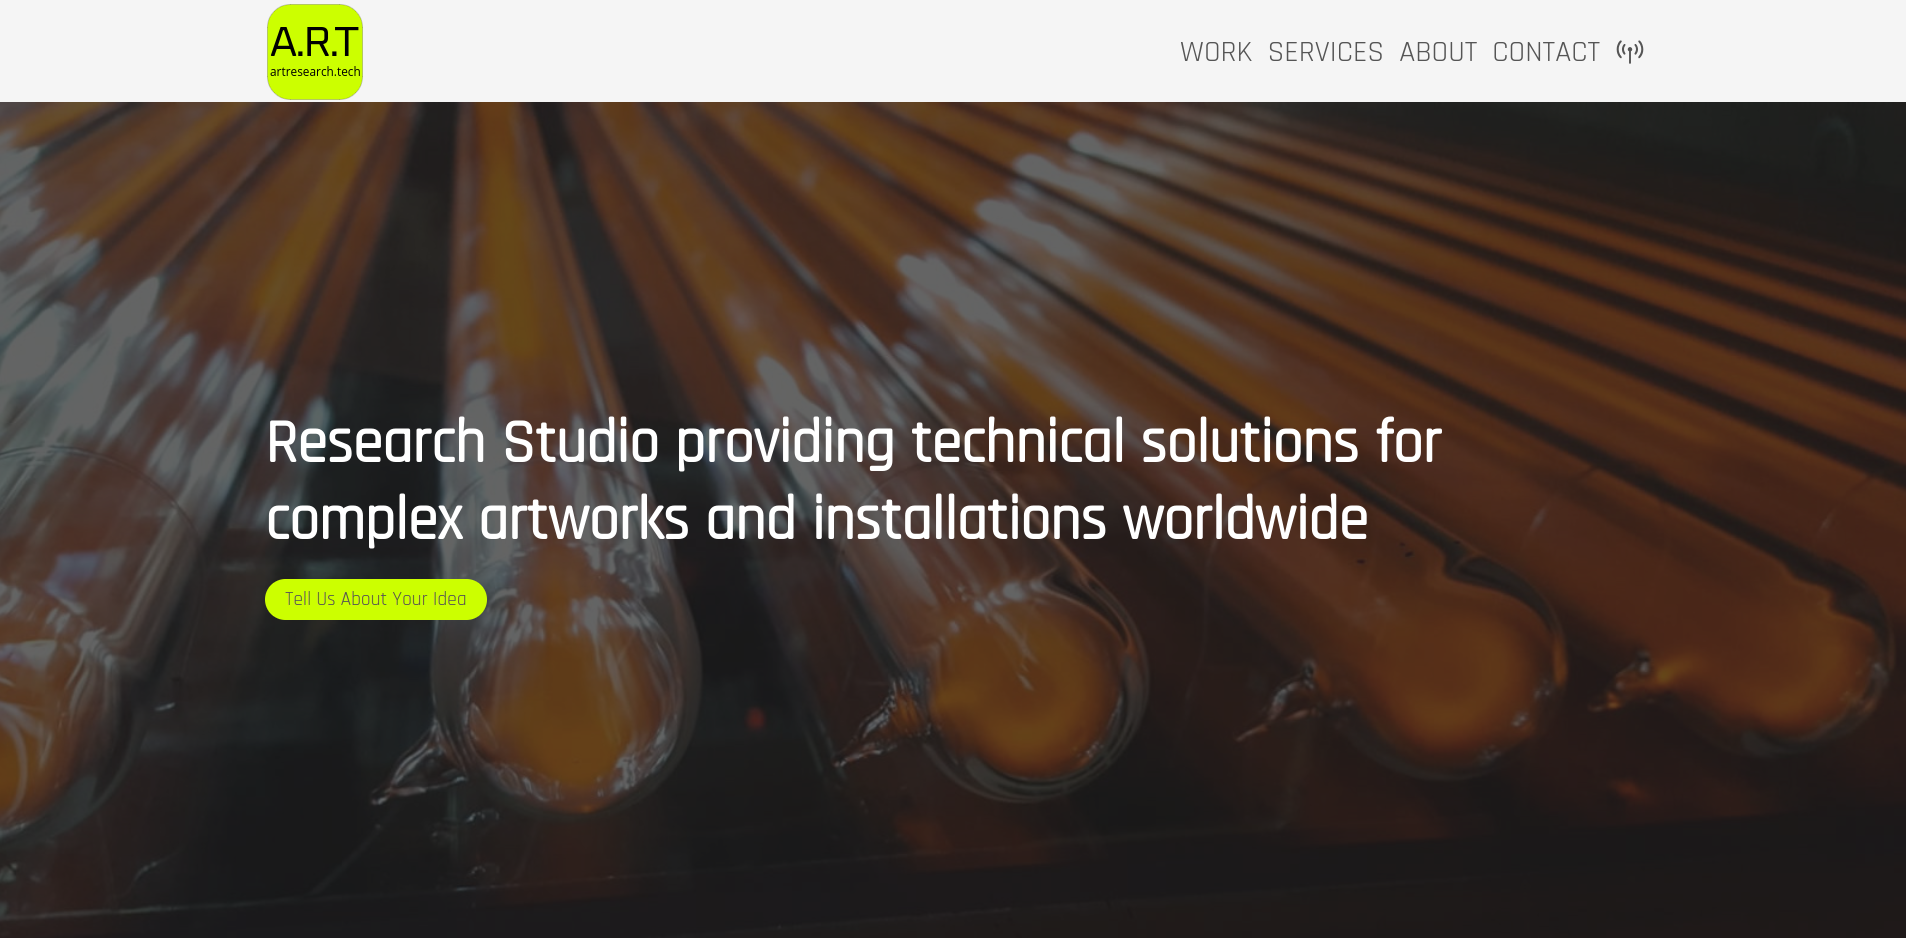 A.R.T
artresearch.tech
WORK SERVICES ABOUT CONTACT
Research Studio providing technical solutions for
complex artworks and installations worldwide
Tell Us About Your Idea